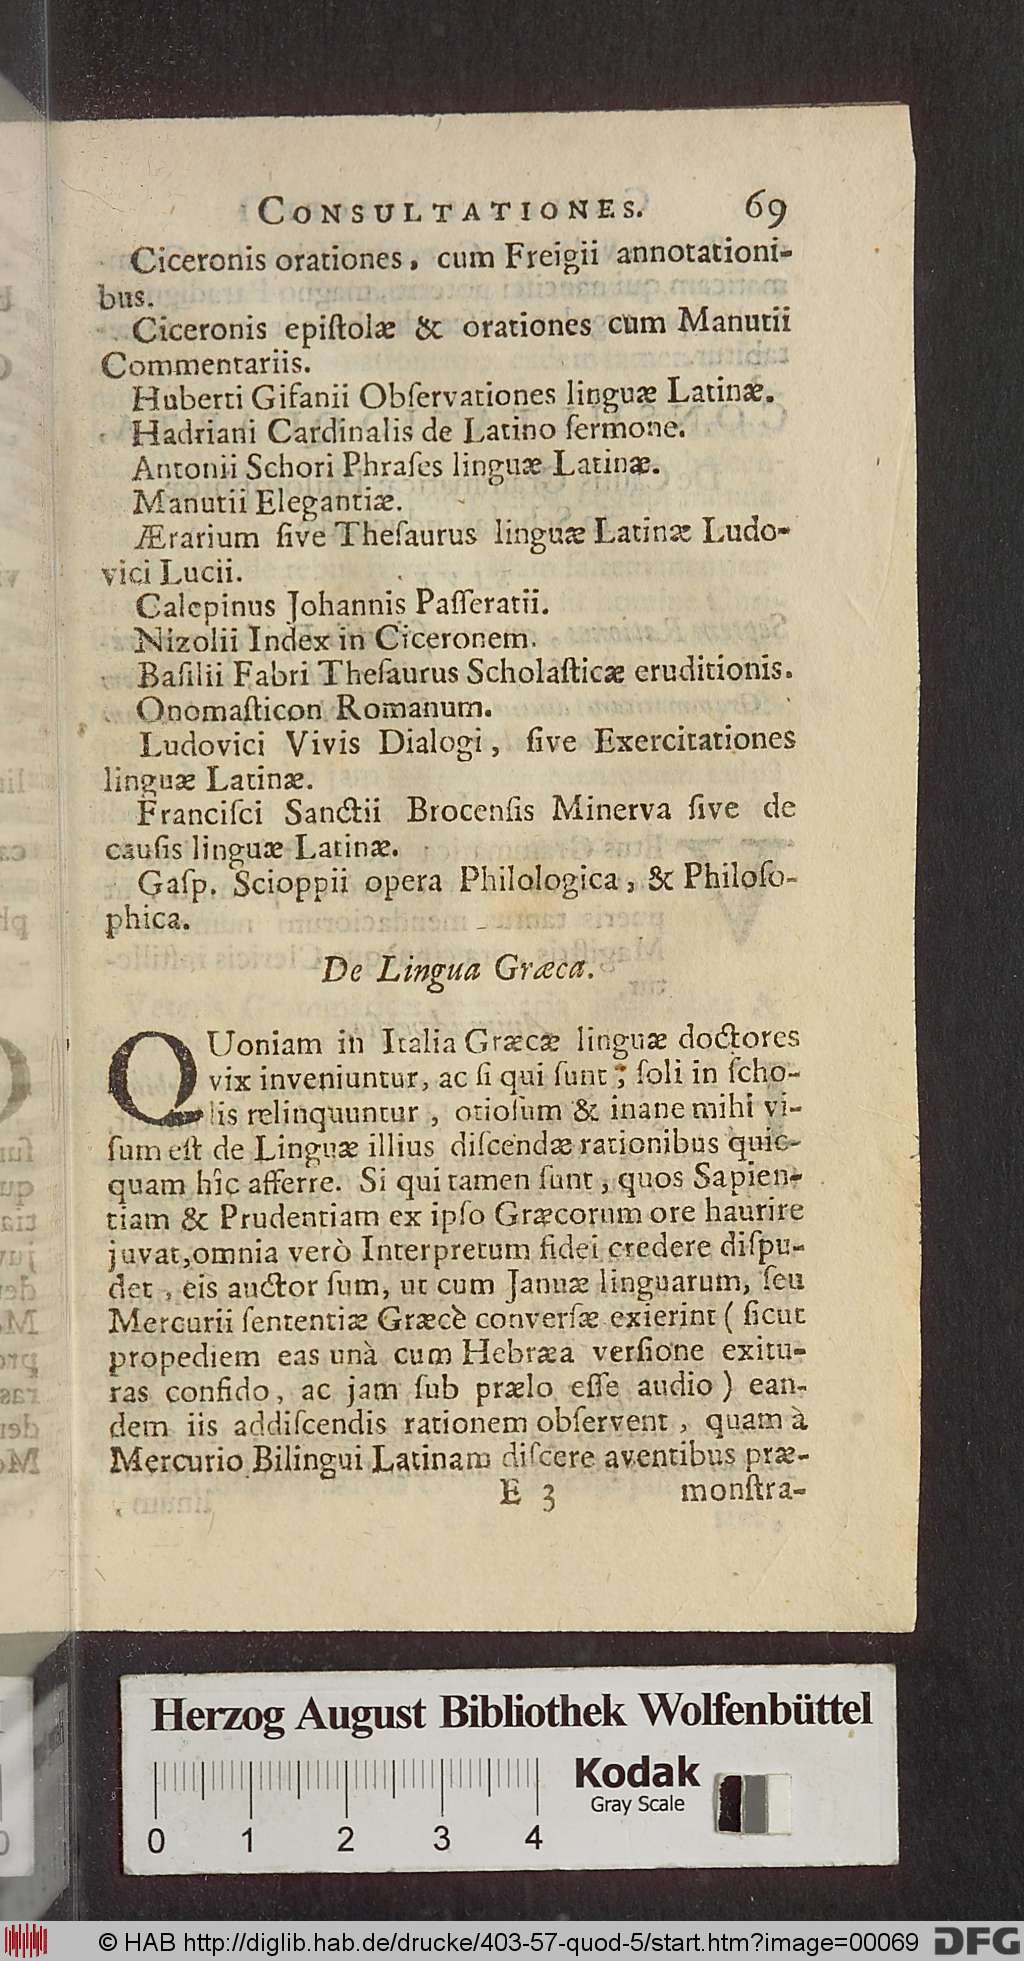 CONSULTATIONES. 69
Ciceronis orationes, cum Freigii annotationi-
bus.
Ciceronis epiſtolæ & orationes cum Manutii
Commentariis.
Huberti Gifanii Obſervationes linguæ Latinæ.
Hadriani Cardinalis de Latino ſermone.
Antonii Schori Phraſes linguæ Latinæ.
Manutii Elegantiæ.
Ærarium ſive Theſaurus linguæ Latinæ Ludo-
vici Lucii.
Calepinus Johannis Paſſeratii.
Nizolii Index in Ciceronem.
Baſilii Fabri Theſaurus Scholaſticæ eruditionis.
Onomaſticon Romanum.
Ludovici Vivis Dialogi, ſive Exercitationes
linguæ Latinæ.
Franciſci Sanctii Brocenſis Minerva ſive de
cauſis linguæ Latinæ.
Gaſp. Scioppii opera Philologica, & Philoſo-
phica.
De Lingua Græca.
QUoniam in Italia Græcæ linguæ doctores
vix inveniuntur, ac ſi qui ſunt; ſoli in ſcho-
lis relinquuntur, otioſum & inane mihi vi-
ſum eſt de Linguæ illius diſcendæ rationibus quic-
quam hîc afferre. Si qui tamen ſunt, quos Sapien-
tiam & Prudentiam ex ipſo Græcorum ore haurire
juvat, omnia verò Interpretum fidei credere diſpu-
det, eis auctor ſum, ut cum Januæ linguarum, ſeu
Mercurii ſententiæ Græcè converſæ exierint (ſicut
propediem eas unà cum Hebræa verſione exitu-
ras confido, ac jam ſub prælo eſſe audio) ean-
dem iis addiſcendis rationem obſervent, quam à
Mercurio Bilingui Latinam diſcere aventibus præ-
E 3 monſtra-
Herzog August Bibliothek Wolfenbüttel
Kodak
Gray Scale
0 1 2 3 4
© HAB http://diglib.hab.de/drucke/403-57-quod-5/start.htm?image=00069 DFG